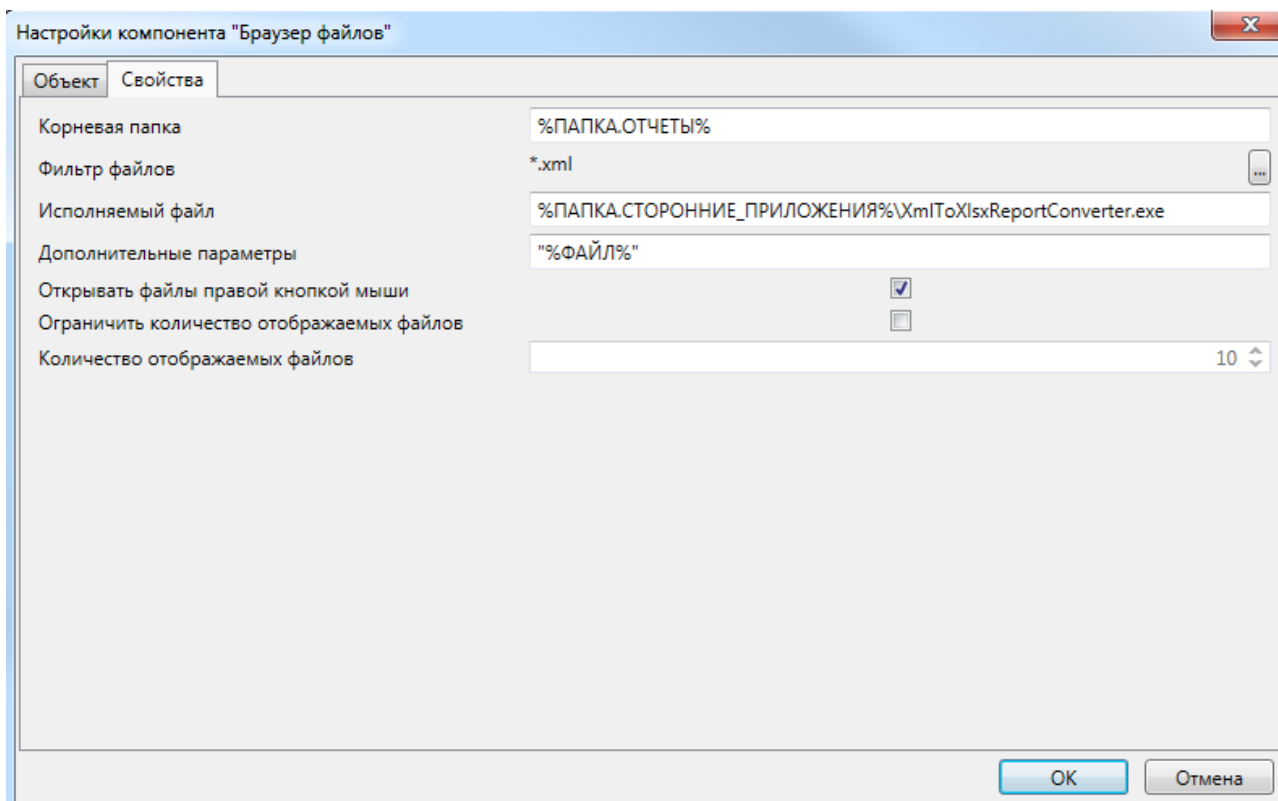 Настройки компонента "Браузер файлов"
Объект Свойства
Корневая папка %ПАПКА.ОТЧЕТЫ%
Фильтр файлов *.xml ...
Исполняемый файл %ПАПКА.СТОРОННИЕ_ПРИЛОЖЕНИЯ%\XmlToXlsxReportConverter.exe
Дополнительные параметры "%ФАЙЛ%"
Открывать файлы правой кнопкой мыши
Ограничить количество отображаемых файлов
Количество отображаемых файлов 10
ОК Отмена